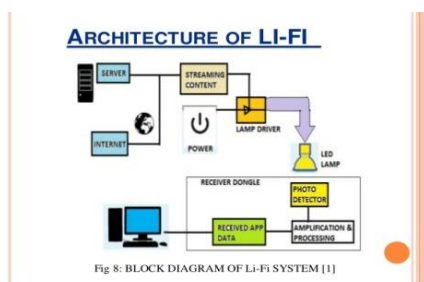 ARCHITECTURE OF LI-FI
SERVER
STREAMING
CONTENT
INTERNET
POWER
LAMP DRIVER
LED
LAMP
RECEIVER DONGLE
PHOTO
DETECTOR
RECEIVED APP
DATA
AMPLIFICATION &
PROCESSING
Fig 8: BLOCK DIAGRAM OF Li-Fi SYSTEM [1]